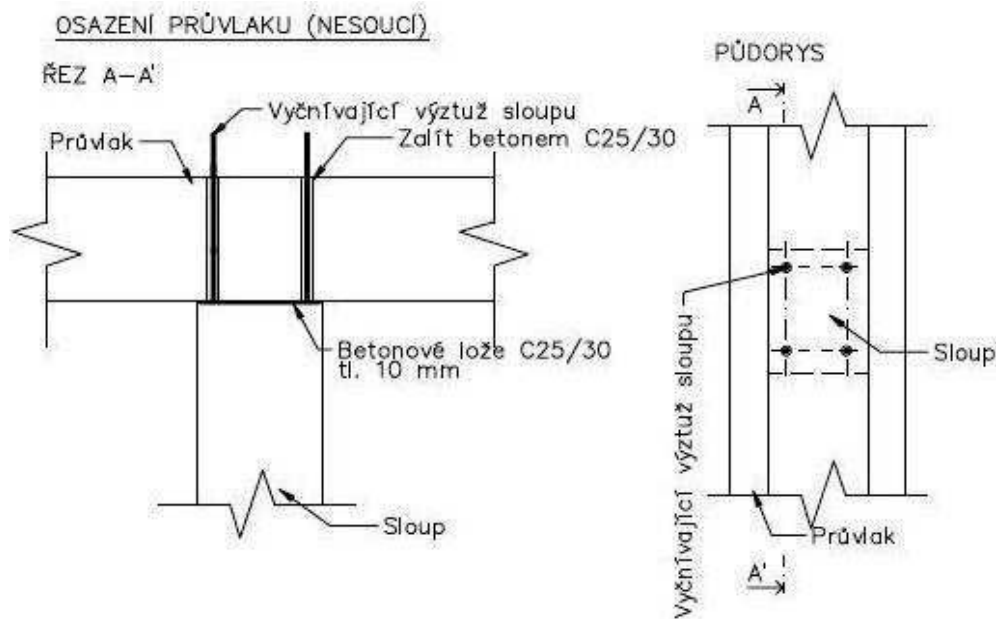 OSAZENÍ PRŮVLAKU (NESOUCÍ)
ŘEZ A-A'
Vyčnívající výztuž sloupu
Průvlak
Zalít betonem C25/30
Betonové lože C25/30
tl. 10 mm
Sloup
PŮDORYS
A
Vyčnívající výztuž sloupu
Sloup
Průvlak
A'